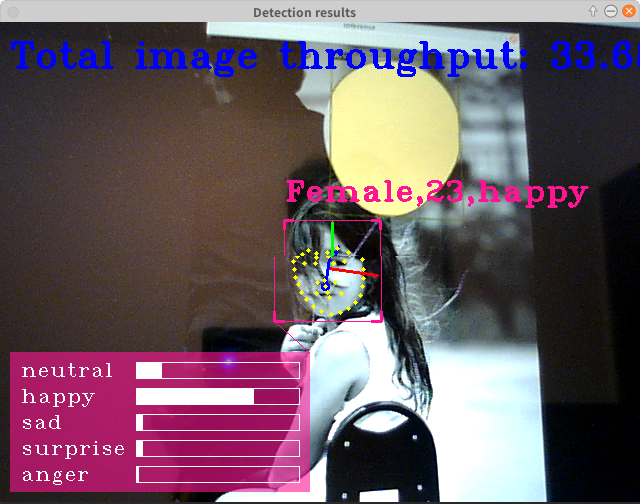 Detection results
Total image throughput: 33.6
Female,23,happy
neutral
happy
sad
surprise
anger